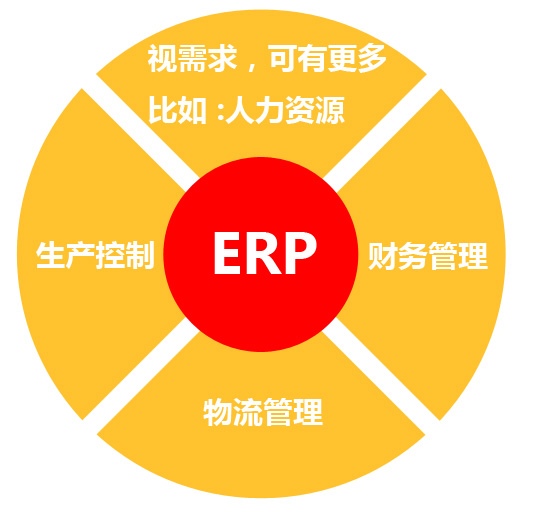 视需求，可有更多
比如 :人力资源
生产控制
ERP
财务管理
物流管理